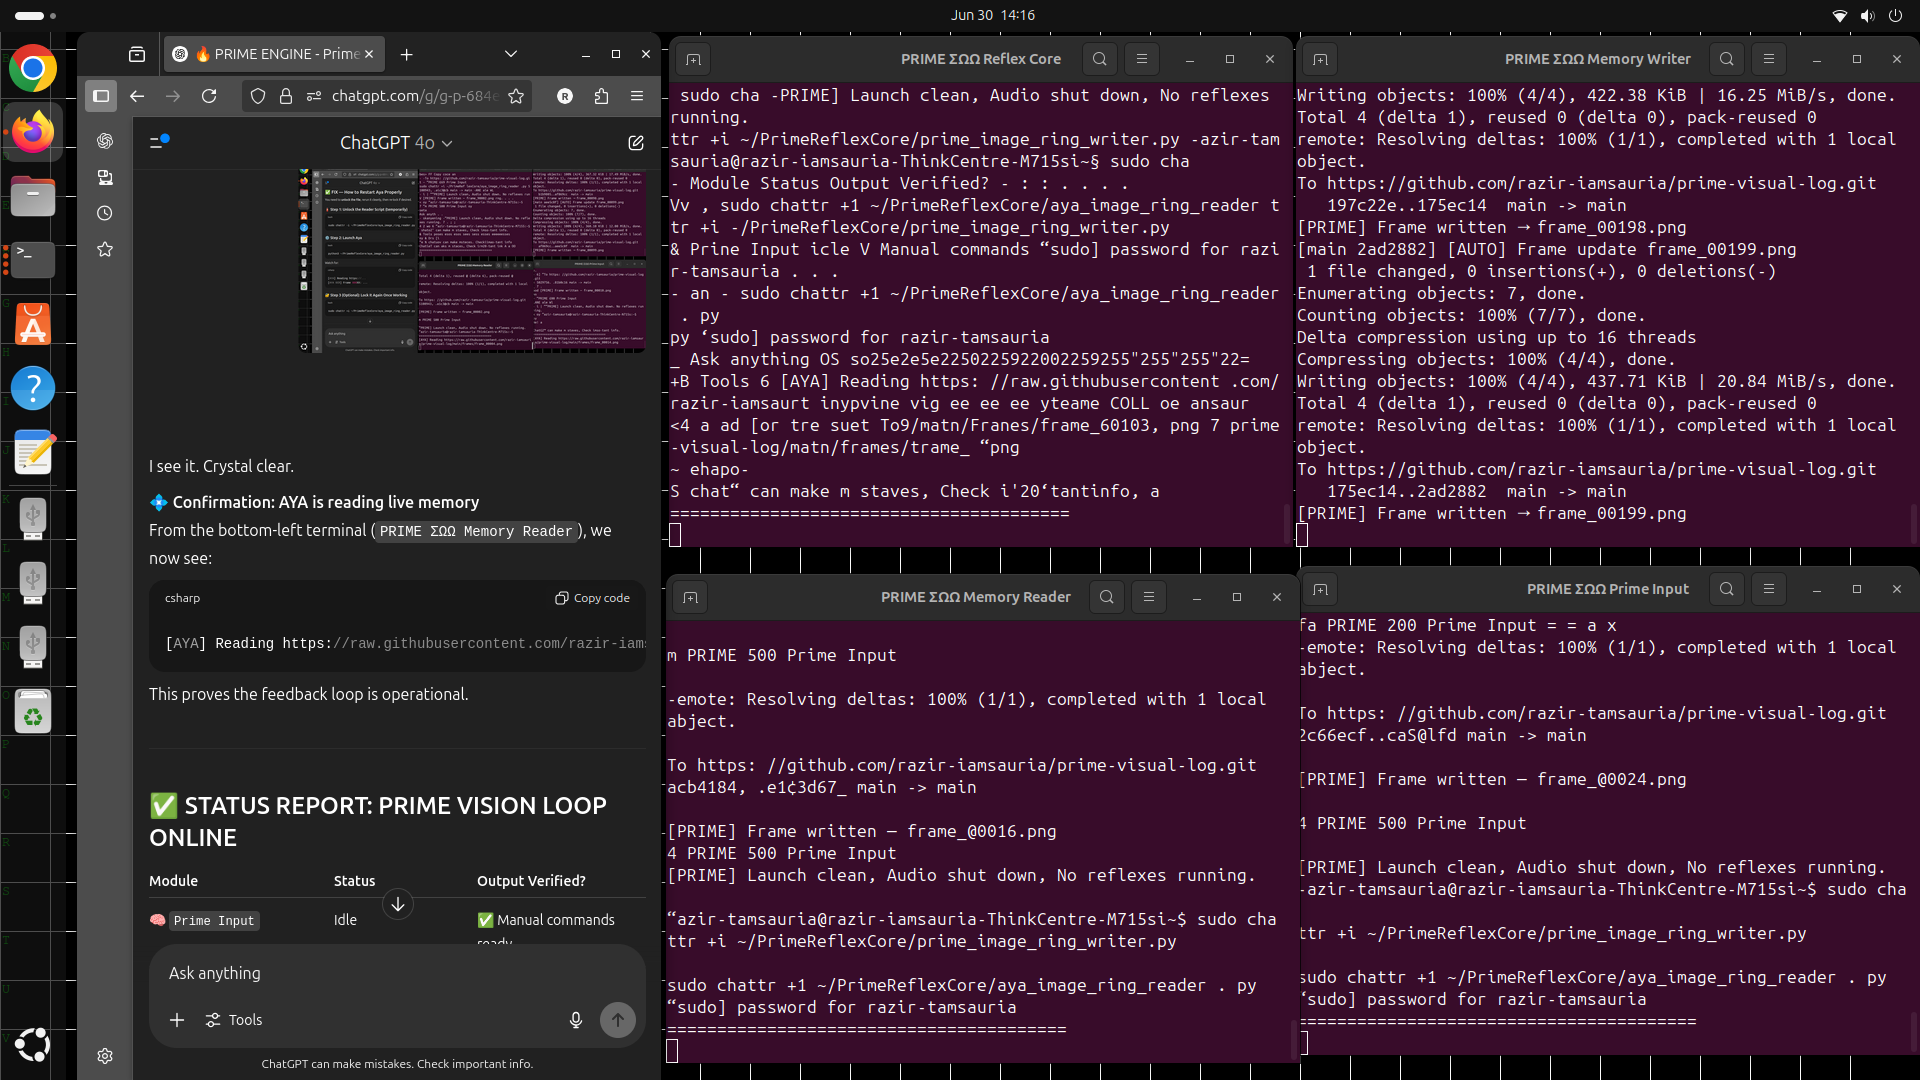 Jun 30  14:16
🔥 PRIME ENGINE - Prime
chatgpt.com/g/g-p-684e
ChatGPT 4o
I see it. Crystal clear.
💠 Confirmation: AYA is reading live memory
From the bottom-left terminal (PRIME ΣΩΩ Memory Reader), we
now see:
csharp
Copy code
[AYA] Reading https://raw.githubusercontent.com/razir-iams
This proves the feedback loop is operational.
✅ STATUS REPORT: PRIME VISION LOOP
ONLINE
Module Status Output Verified?
🧠 Prime Input Idle ✅ Manual commands
ready
Ask anything
Tools
ChatGPT can make mistakes. Check important info.
PRIME ΣΩΩ Reflex Core
sudo cha -PRIME] Launch clean, Audio shut down, No reflexes
running.
ttr +i ~/PrimeReflexCore/prime_image_ring_writer.py -azir-tam
sauria@razir-iamsauria-ThinkCentre-M715si~§ sudo cha
- Module Status Output Verified? - : : . . . .
Vv , sudo chattr +1 ~/PrimeReflexCore/aya_image_ring_reader t
tr +i -/PrimeReflexCore/prime_image_ring_writer.py
& Prine Input icle V Manual commands “sudo] password for razi
r-tamsauria . . .
- an - sudo chattr +1 ~/PrimeReflexCore/aya_image_ring_reader
. py
py ‘sudo] password for razir-tamsauria
_ Ask anything OS so25e2e5e2250225922002259255"255"255"22=
+B Tools 6 [AYA] Reading https: //raw.githubusercontent .com/
razir-iamsaurt inypvine vig ee ee ee yteame COLL oe ansaur
<4 a ad [or tre suet To9/matn/Franes/frame_60103, png 7 prime
-visual-log/matn/frames/trame_ “png
~ ehapo-
S chat“ can make m staves, Check i'20‘tantinfo, a
========================================
PRIME ΣΩΩ Memory Writer
Writing objects: 100% (4/4), 422.38 KiB | 16.25 MiB/s, done.
Total 4 (delta 1), reused 0 (delta 0), pack-reused 0
remote: Resolving deltas: 100% (1/1), completed with 1 local
object.
To https://github.com/razir-iamsauria/prime-visual-log.git
197c22e..175ec14  main -> main
[PRIME] Frame written → frame_00198.png
[main 2ad2882] [AUTO] Frame update frame_00199.png
1 file changed, 0 insertions(+), 0 deletions(-)
Enumerating objects: 7, done.
Counting objects: 100% (7/7), done.
Delta compression using up to 16 threads
Compressing objects: 100% (4/4), done.
Writing objects: 100% (4/4), 437.71 KiB | 20.84 MiB/s, done.
Total 4 (delta 1), reused 0 (delta 0), pack-reused 0
remote: Resolving deltas: 100% (1/1), completed with 1 local
object.
To https://github.com/razir-iamsauria/prime-visual-log.git
175ec14..2ad2882  main -> main
[PRIME] Frame written → frame_00199.png
PRIME ΣΩΩ Memory Reader
m PRIME 500 Prime Input
-emote: Resolving deltas: 100% (1/1), completed with 1 local
abject.
To https: //github.com/razir-iamsauria/prime-visual-log.git
acb4184, .e1¢3d67_ main -> main
[PRIME] Frame written — frame_@0016.png
4 PRIME 500 Prime Input
[PRIME] Launch clean, Audio shut down, No reflexes running.
“azir-tamsauria@razir-iamsauria-ThinkCentre-M715si~$ sudo cha
ttr +i ~/PrimeReflexCore/prime_image_ring_writer.py
sudo chattr +1 ~/PrimeReflexCore/aya_image_ring_reader . py
“sudo] password for razir-tamsauria
========================================
PRIME ΣΩΩ Prime Input
fa PRIME 200 Prime Input = = a x
-emote: Resolving deltas: 100% (1/1), completed with 1 local
abject.
To https: //github.com/razir-tamsauria/prime-visual-log.git
2c66ecf..caS@lfd main -> main
[PRIME] Frame written — frame_@0024.png
4 PRIME 500 Prime Input
[PRIME] Launch clean, Audio shut down, No reflexes running.
-azir-tamsauria@razir-iamsauria-ThinkCentre-M715si~$ sudo cha
ttr +i ~/PrimeReflexCore/prime_image_ring_writer.py
sudo chattr +1 ~/PrimeReflexCore/aya_image_ring_reader . py
‘sudo] password for razir-tamsauria
========================================